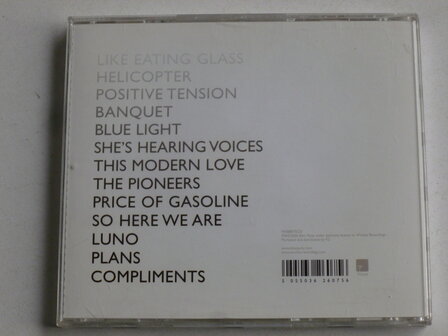 LIKE EATING GLASS
HELICOPTER
POSITIVE TENSION
BANQUET
BLUE LIGHT
SHE'S HEARING VOICES
THIS MODERN LOVE
THE PIONEERS
PRICE OF GASOLINE
SO HERE WE ARE
LUNO
PLANS
COMPLIMENTS
5 055036 260756